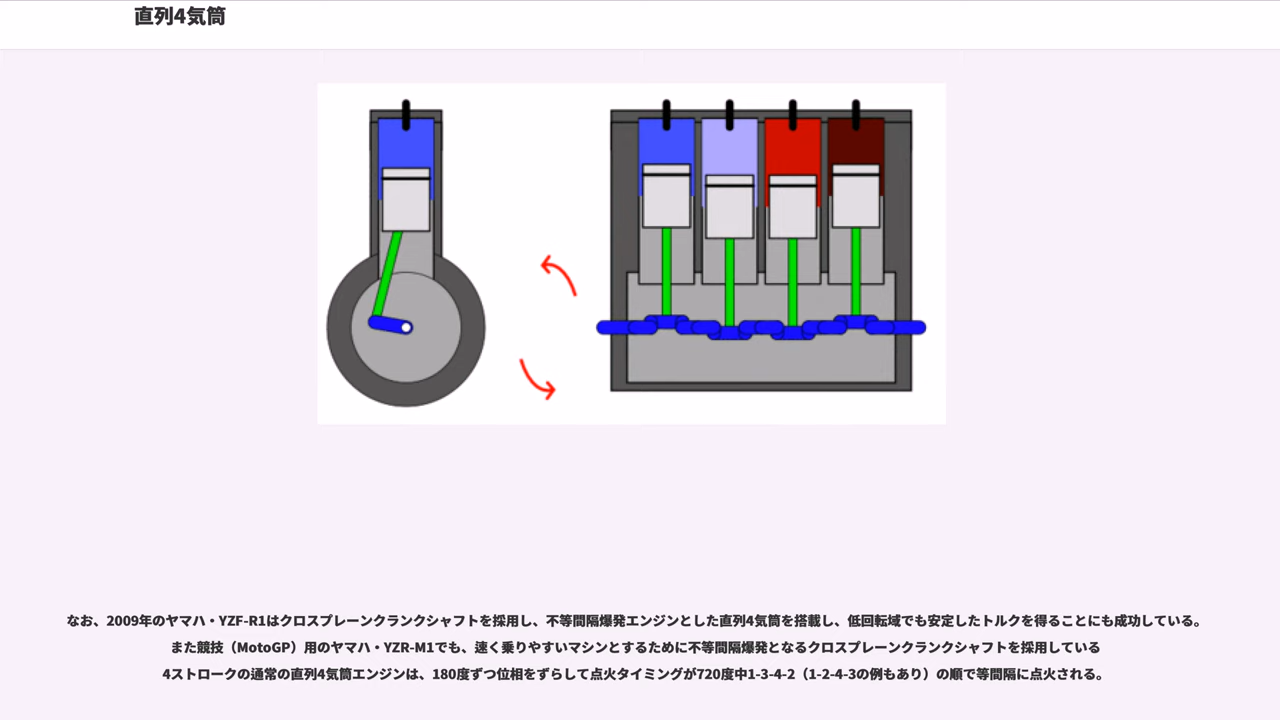 直列4気筒
なお、2009年のヤマハ・YZF-R1はクロスプレーンクランクシャフトを採用し、不等間隔爆発エンジンとした直列4気筒を搭載し、低回転域でも安定したトルクを得ることにも成功している。
また競技（MotoGP）用のヤマハ・YZR-M1でも、速く乗りやすいマシンとするために不等間隔爆発となるクロスプレーンクランクシャフトを採用している
4ストロークの通常の直列4気筒エンジンは、180度ずつ位相をずらして点火タイミングが720度中1-3-4-2（1-2-4-3の例もあり）の順で等間隔に点火される。